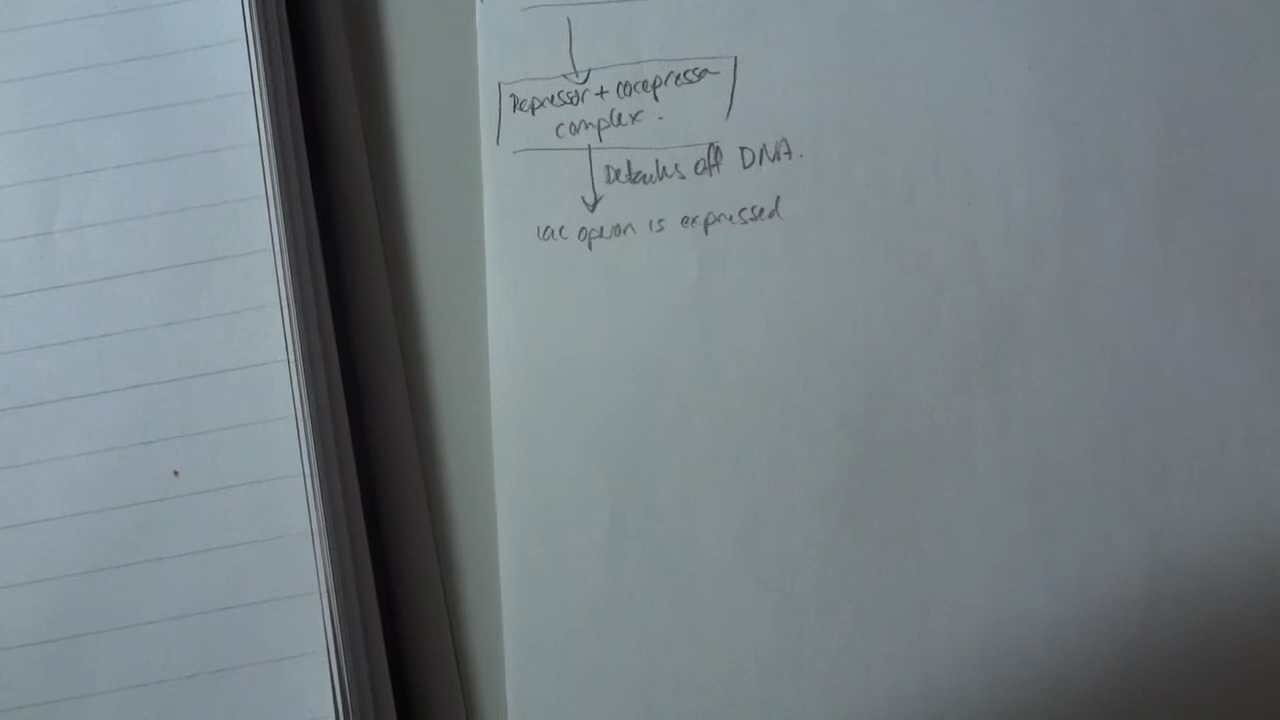 Repressor + corepressor
complex.
Detaches off DNA.
lac operon is expressed